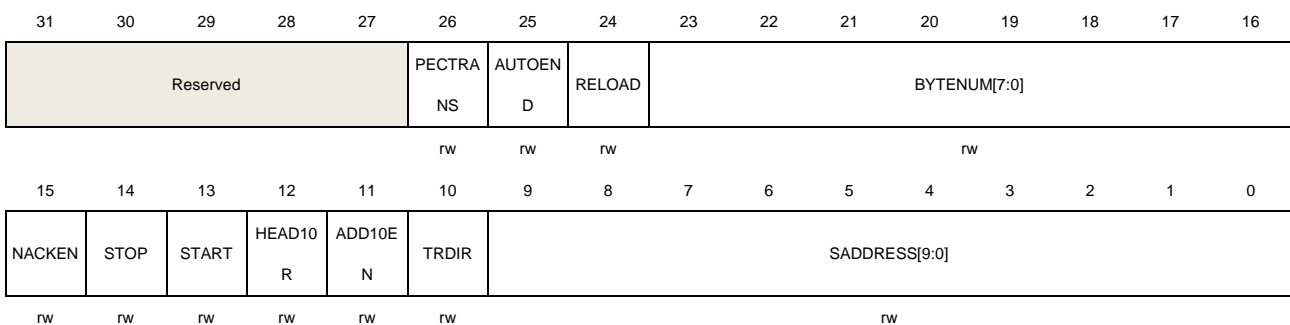 31 30 29 28 27 26 25 24 23 22 21 20 19 18 17 16
Reserved PECTRA NS AUTOEN D RELOAD BYTENUM[7:0]
rw rw rw rw
15 14 13 12 11 10 9 8 7 6 5 4 3 2 1 0
NACKEN STOP START HEAD10 R ADD10E N TRDIR SADDRESS[9:0]
rw rw rw rw rw rw rw